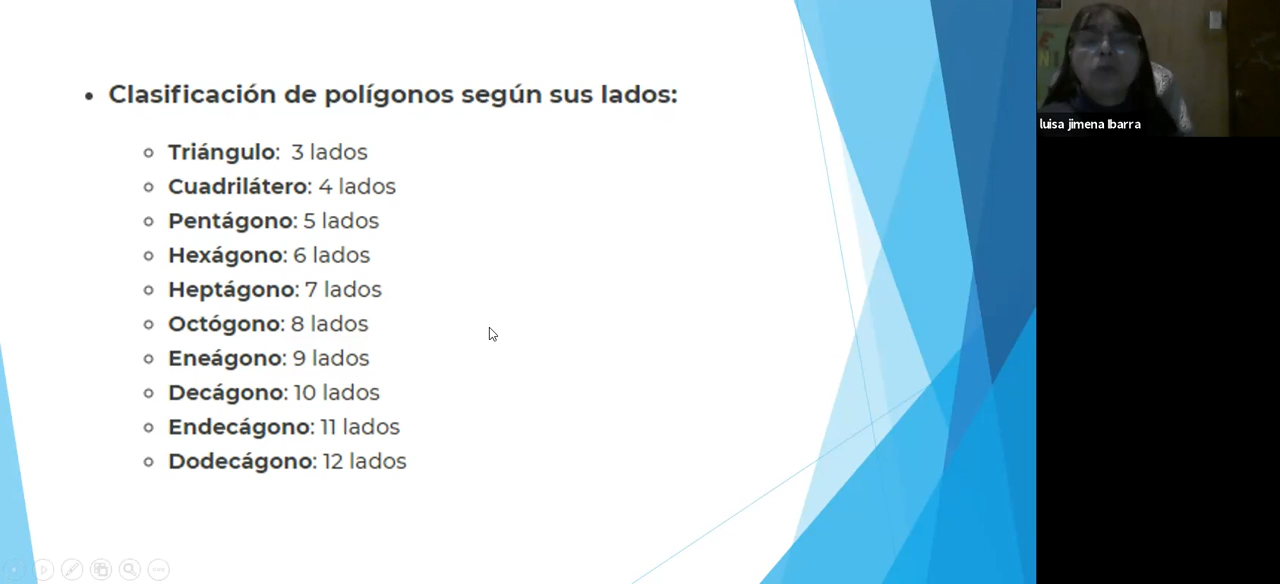 Clasificación de polígonos según sus lados:
Triángulo: 3 lados
Cuadrilátero: 4 lados
Pentágono: 5 lados
Hexágono: 6 lados
Heptágono: 7 lados
Octógono: 8 lados
Eneágono: 9 lados
Decágono: 10 lados
Endecágono: 11 lados
Dodecágono: 12 lados
luisa jimena Ibarra